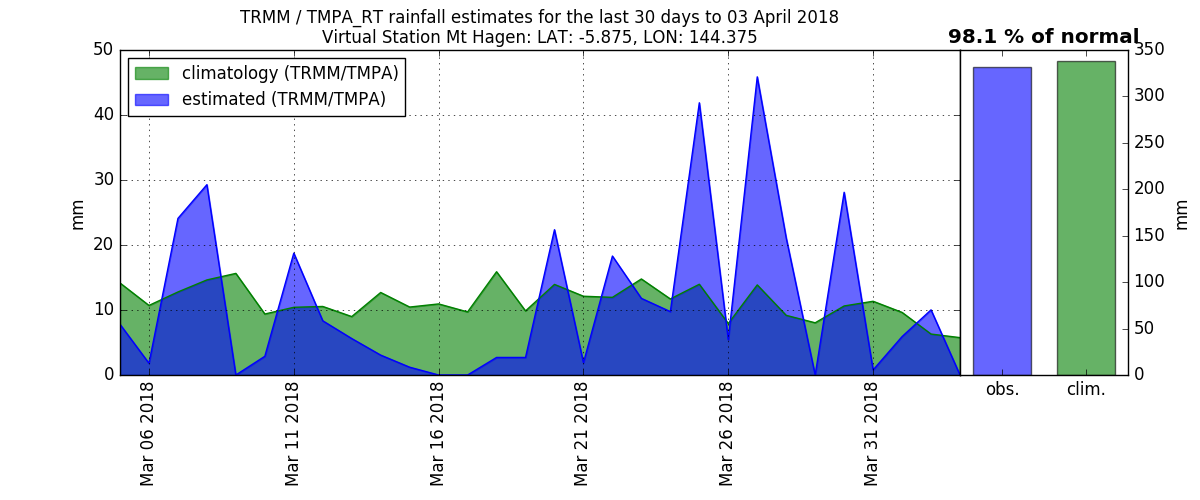 TRMM / TMPA_RT rainfall estimates for the last 30 days to 03 April 2018
Virtual Station Mt Hagen: LAT: -5.875, LON: 144.375
98.1 % of normal
climatology (TRMM/TMPA)
estimated (TRMM/TMPA)
50
40
30
20
10
0
mm
Mar 06 2018
Mar 11 2018
Mar 16 2018
Mar 21 2018
Mar 26 2018
Mar 31 2018
obs.
clim.
350
300
250
200
150
100
50
0
mm